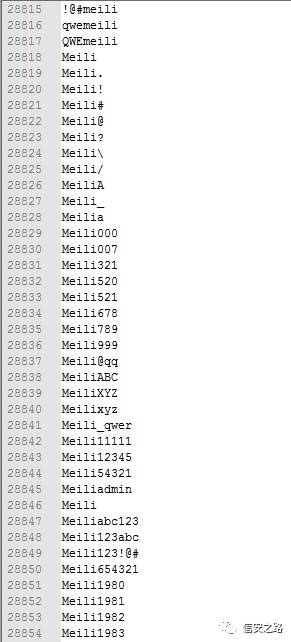 28815 !@#meili
28816 qwemeili
28817 QWEmeili
28818 Meili
28819 Meili.
28820 Meili!
28821 Meili#
28822 Meili@
28823 Meili?
28824 Meili\
28825 Meili/
28826 MeiliA
28827 Meili_
28828 Meilia
28829 Meili000
28830 Meili007
28831 Meili321
28832 Meili520
28833 Meili521
28834 Meili678
28835 Meili789
28836 Meili999
28837 Meili@qq
28838 MeiliABC
28839 MeiliXYZ
28840 Meilixyz
28841 Meili_qwer
28842 Meili11111
28843 Meili12345
28844 Meili54321
28845 Meiliadmin
28846 Meili
28847 Meiliabc123
28848 Meili123abc
28849 Meili123!@#
28850 Meili654321
28851 Meili1980
28852 Meili1981
28853 Meili1982
28854 Meili1983
信安之路